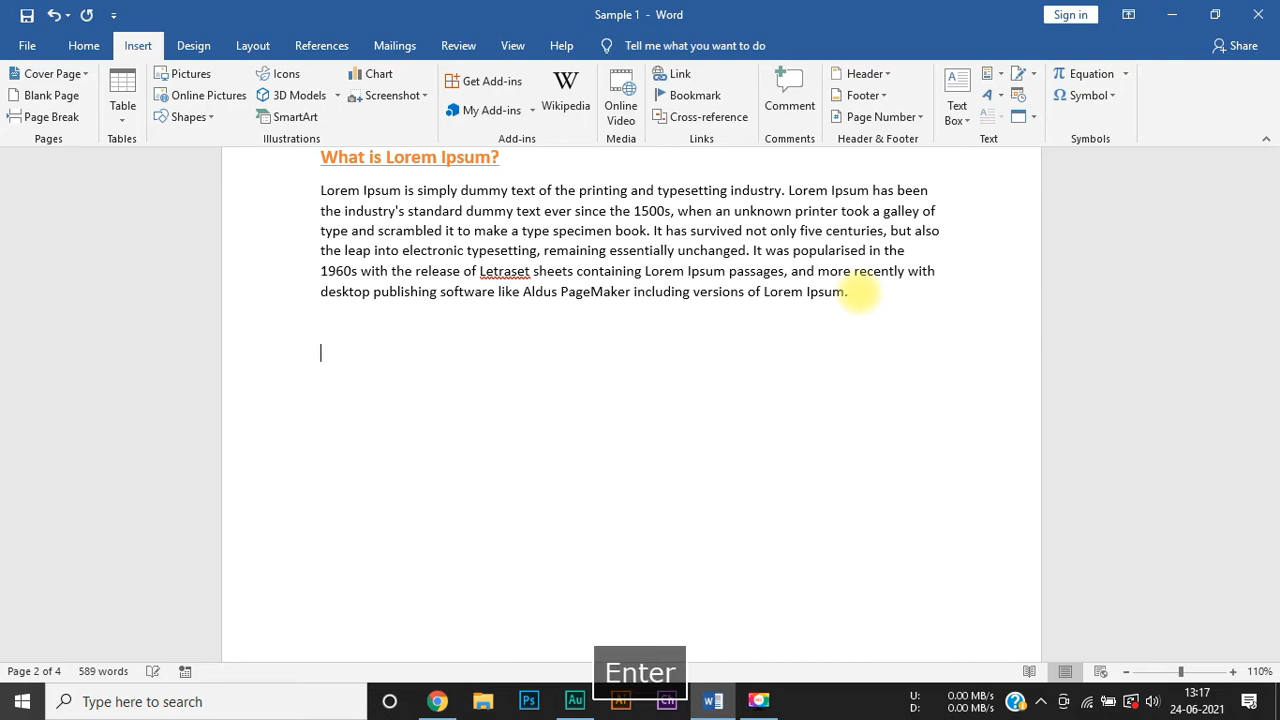 Sample 1 - Word
Sign in
File Home Insert Design Layout References Mailings Review View Help Tell me what you want to do Share
Cover Page
Blank Page
Page Break
Pages
Table
Tables
Pictures
Online Pictures
Shapes
Icons
3D Models
SmartArt
Chart
Screenshot
Illustrations
Get Add-ins
My Add-ins
Wikipedia
Add-ins
Online
Video
Media
Link
Bookmark
Cross-reference
Links
Comment
Comments
Header
Footer
Page Number
Header & Footer
Text
Box
Text
Equation
Symbol
Symbols
What is Lorem Ipsum?
Lorem Ipsum is simply dummy text of the printing and typesetting industry. Lorem Ipsum has been
the industry's standard dummy text ever since the 1500s, when an unknown printer took a galley of
type and scrambled it to make a type specimen book. It has survived not only five centuries, but also
the leap into electronic typesetting, remaining essentially unchanged. It was popularised in the
1960s with the release of Letraset sheets containing Lorem Ipsum passages, and more recently with
desktop publishing software like Aldus PageMaker including versions of Lorem Ipsum.
Enter
Page 2 of 4 589 words 110%
Type here to search
Ps Au Ai Ch
U: 0.00 MB/s
D: 0.00 MB/s
13:17
24-06-2021